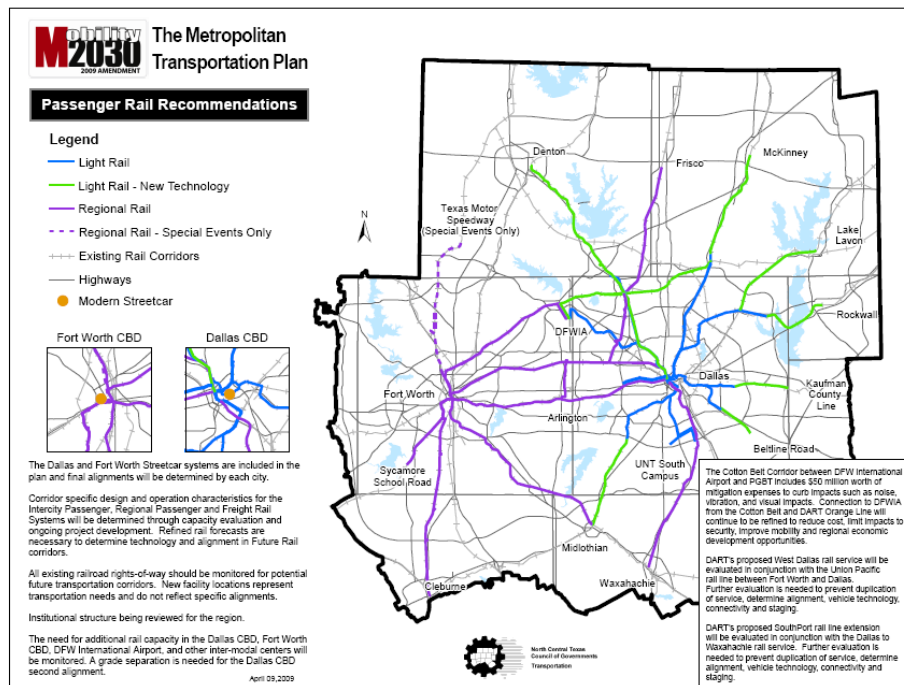 Mobility
2030
2009 AMENDMENT
The Metropolitan
Transportation Plan
Passenger Rail Recommendations
Legend
Light Rail
Light Rail - New Technology
Regional Rail
Regional Rail - Special Events Only
Existing Rail Corridors
Highways
Modern Streetcar
N
Denton
Frisco
McKinney
Texas Motor
Speedway
(Special Events Only)
Lake
Lavon
Rockwall
DFWIA
Dallas
Fort Worth
Arlington
Kaufman
County
Line
Beltline Road
Sycamore
School Road
UNT South
Campus
Midlothian
Cleburne
Waxahachie
Fort Worth CBD
Dallas CBD
The Dallas and Fort Worth Streetcar systems are included in the
plan and final alignments will be determined by each city.
Corridor specific design and operation characteristics for the
Intercity Passenger, Regional Passenger and Freight Rail
Systems will be determined through capacity evaluation and
ongoing project development. Refined rail forecasts are
necessary to determine technology and alignment in Future Rail
corridors.
All existing railroad rights-of-way should be monitored for potential
future transportation corridors. New facility locations represent
transportation needs and do not reflect specific alignments.
Institutional structure being reviewed for the region.
The need for additional rail capacity in the Dallas CBD, Fort Worth
CBD, DFW International Airport, and other inter-modal centers will
be monitored. A grade separation is needed for the Dallas CBD
second alignment.
April 09,2009
North Central Texas
Council of Governments
Transportation
The Cotton Belt Corridor between DFW International
Airport and PGBT includes $50 million worth of
mitigation expenses to curb impacts such as noise,
vibration, and visual impacts. Connection to DFWIA
from the Cotton Belt and DART Orange Line will
continue to be refined to reduce cost, limit impacts to
security, improve mobility and regional economic
development opportunities.
DART's proposed West Dallas rail service will be
evaluated in conjunction with the Union Pacific
rail line between Fort Worth and Dallas.
Further evaluation is needed to prevent duplication
of service, determine alignment, vehicle technology,
connectivity and staging.
DART's proposed SouthPort rail line extension
will be evaluated in conjunction with the Dallas to
Waxahachie rail service. Further evaluation is
needed to prevent duplication of service, determine
alignment, vehicle technology, connectivity and
staging.